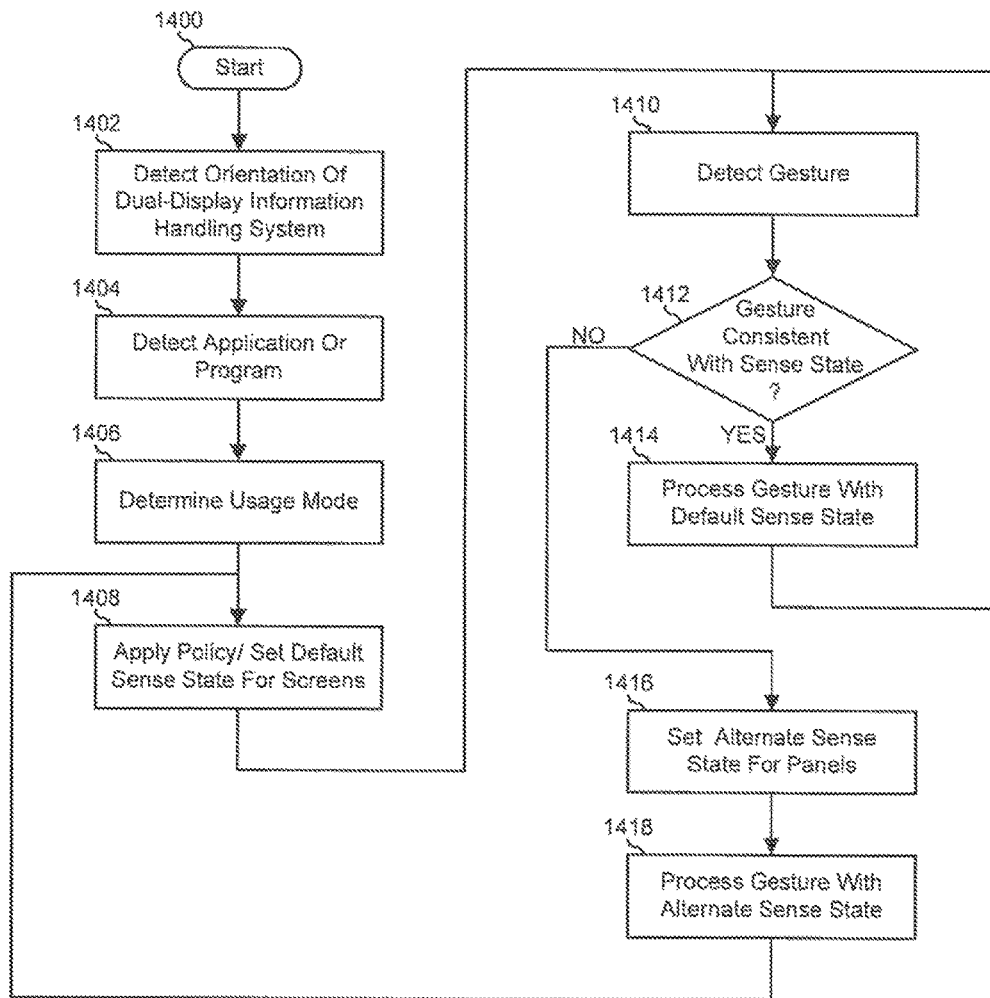 1400
Start
1402
Detect Orientation Of
Dual-Display Information
Handling System
1404
Detect Application Or
Program
1406
Determine Usage Mode
1408
Apply Policy/ Set Default
Sense State For Screens
1410
Detect Gesture
1412
Gesture
Consistent
With Sense State
?
NO
YES
1414
Process Gesture With
Default Sense State
1416
Set Alternate Sense
State For Panels
1418
Process Gesture With
Alternate Sense State